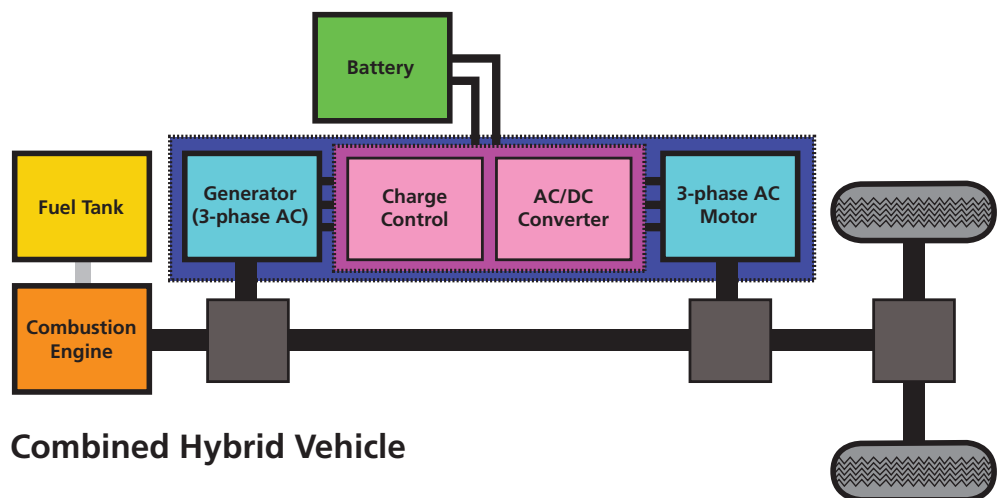 Battery
Fuel Tank
Generator
(3-phase AC)
Charge
Control
AC/DC
Converter
3-phase AC
Motor
Combustion
Engine
Combined Hybrid Vehicle